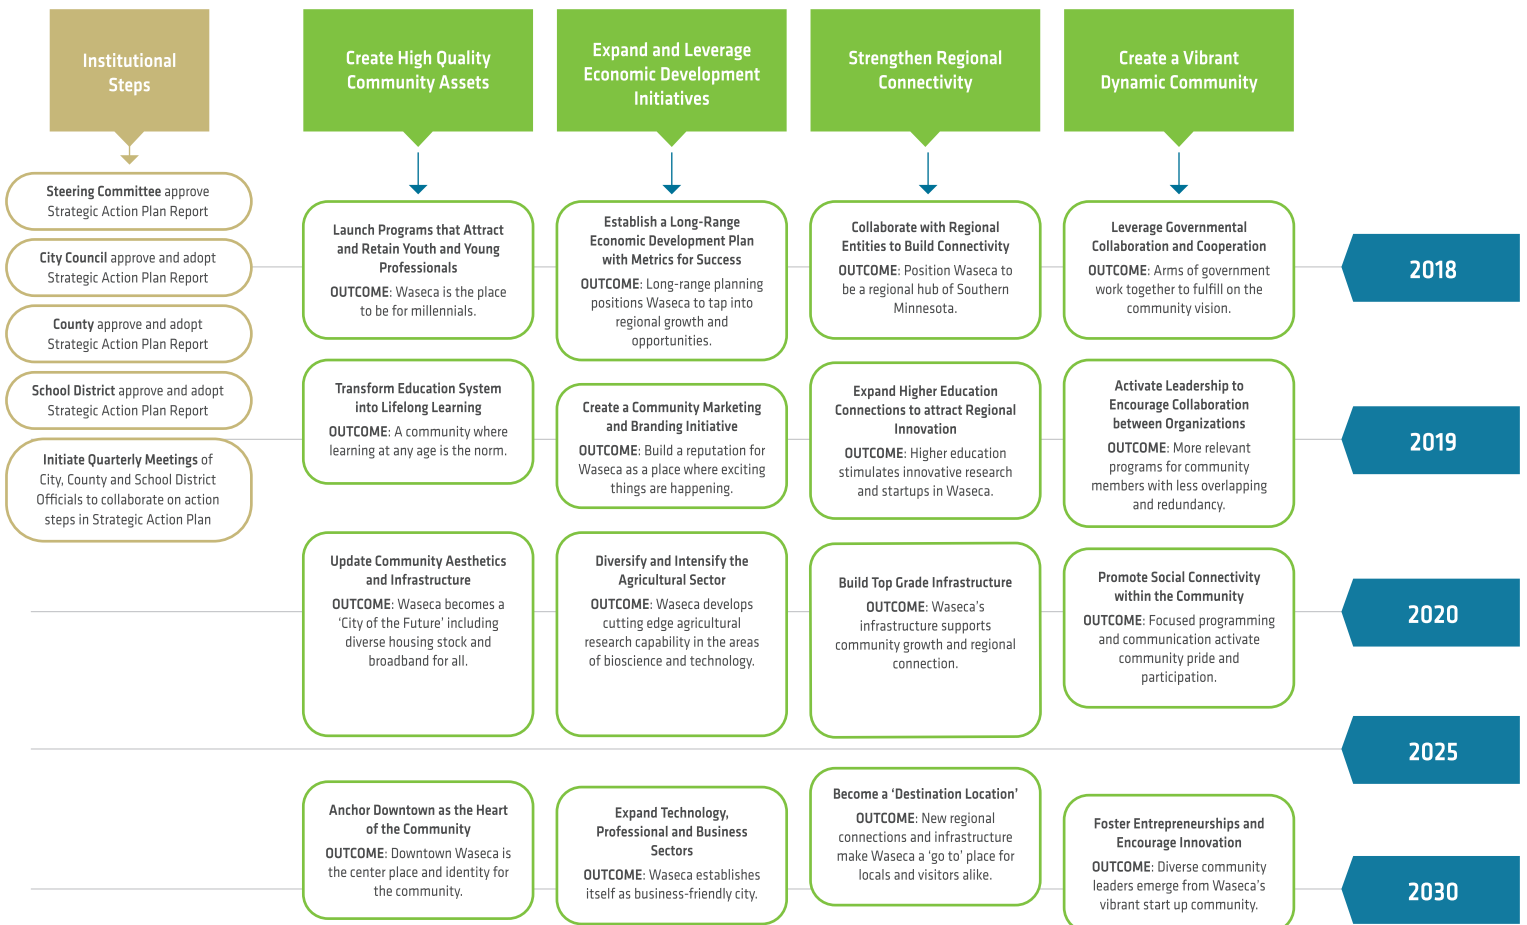 Institutional
Steps
Steering Committee approve
Strategic Action Plan Report
City Council approve and adopt
Strategic Action Plan Report
County approve and adopt
Strategic Action Plan Report
School District approve and adopt
Strategic Action Plan Report
Initiate Quarterly Meetings of
City, County and School District
Officials to collaborate on action
steps in Strategic Action Plan
Create High Quality
Community Assets
Launch Programs that Attract
and Retain Youth and Young
Professionals
OUTCOME: Waseca is the place
to be for millennials.
Transform Education System
into Lifelong Learning
OUTCOME: A community where
learning at any age is the norm.
Update Community Aesthetics
and Infrastructure
OUTCOME: Waseca becomes a
‘City of the Future’ including
diverse housing stock and
broadband for all.
Anchor Downtown as the Heart
of the Community
OUTCOME: Downtown Waseca is
the center place and identity for
the community.
Expand and Leverage
Economic Development
Initiatives
Establish a Long-Range
Economic Development Plan
with Metrics for Success
OUTCOME: Long-range planning
positions Waseca to tap into
regional growth and
opportunities.
Create a Community Marketing
and Branding Initiative
OUTCOME: Build a reputation for
Waseca as a place where exciting
things are happening.
Diversify and Intensify the
Agricultural Sector
OUTCOME: Waseca develops
cutting edge agricultural
research capability in the areas
of bioscience and technology.
Expand Technology,
Professional and Business
Sectors
OUTCOME: Waseca establishes
itself as business-friendly city.
Strengthen Regional
Connectivity
Collaborate with Regional
Entities to Build Connectivity
OUTCOME: Position Waseca to
be a regional hub of Southern
Minnesota.
Expand Higher Education
Connections to attract Regional
Innovation
OUTCOME: Higher education
stimulates innovative research
and startups in Waseca.
Build Top Grade Infrastructure
OUTCOME: Waseca’s
infrastructure supports
community growth and regional
connection.
Become a ‘Destination Location’
OUTCOME: New regional
connections and infrastructure
make Waseca a ‘go to’ place for
locals and visitors alike.
Create a Vibrant
Dynamic Community
Leverage Governmental
Collaboration and Cooperation
OUTCOME: Arms of government
work together to fulfill on the
community vision.
Activate Leadership to
Encourage Collaboration
between Organizations
OUTCOME: More relevant
programs for community
members with less overlapping
and redundancy.
Promote Social Connectivity
within the Community
OUTCOME: Focused programming
and communication activate
community pride and
participation.
Foster Entrepreneurships and
Encourage Innovation
OUTCOME: Diverse community
leaders emerge from Waseca’s
vibrant start up community.
2018
2019
2020
2025
2030